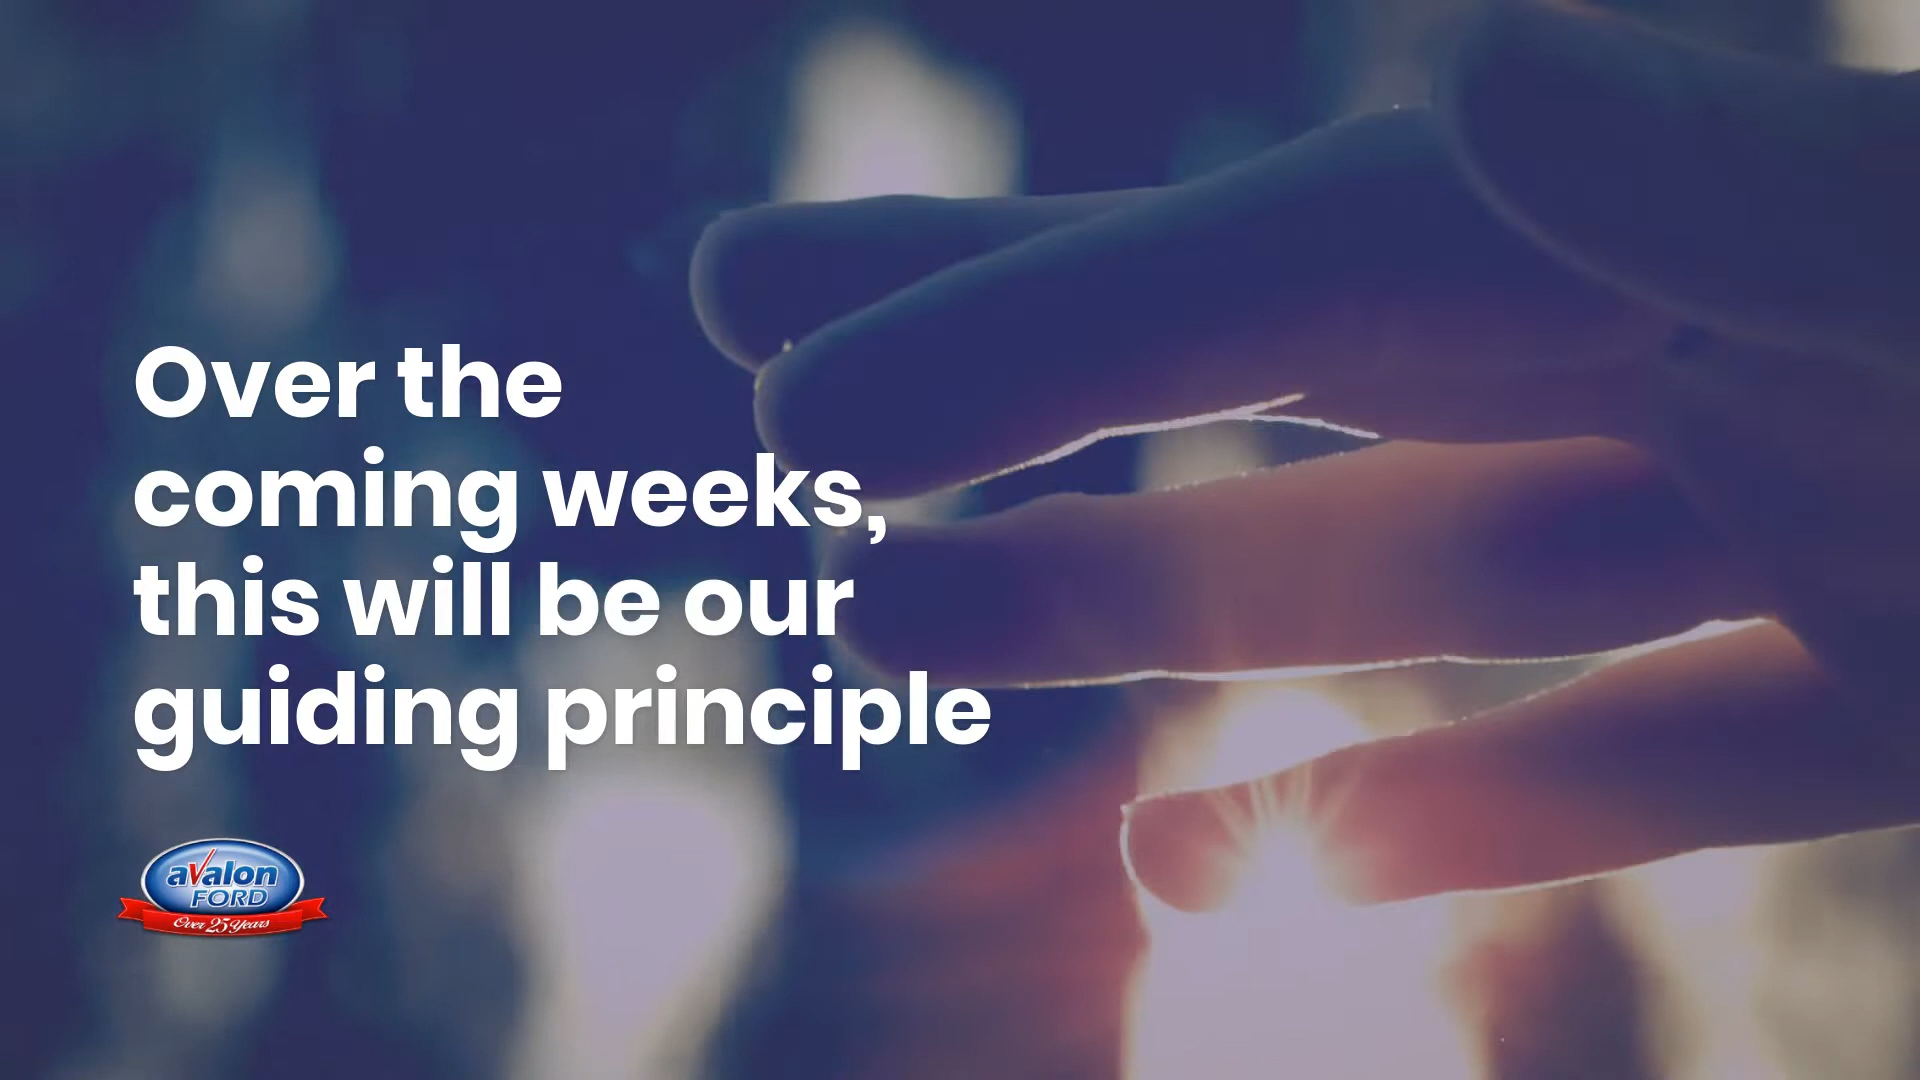 Over the
coming weeks,
this will be our
guiding principle
avalon
FORD
Over 25 Years